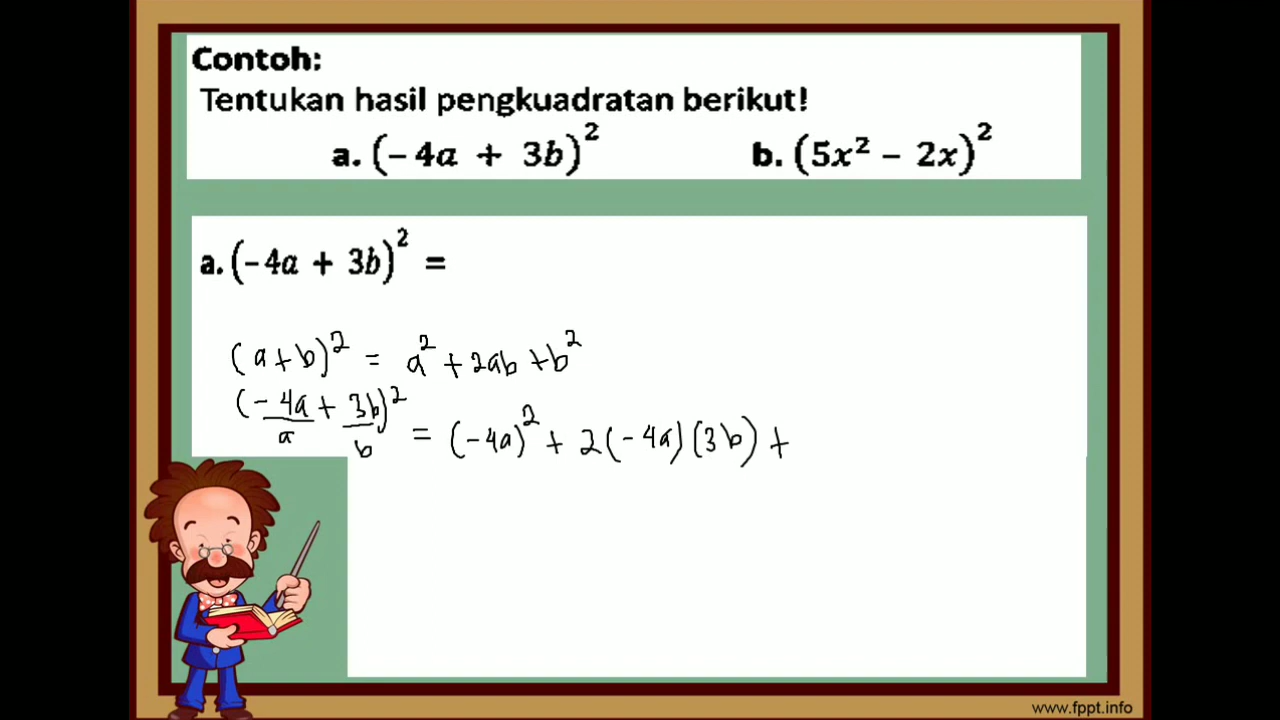 Contoh:
Tentukan hasil pengkuadratan berikut!
a. (– 4a + 3b)² b. (5x² – 2x)²
a. (– 4a + 3b)² =
(a + b)² = a² + 2ab + b²
(- 4a + 3b)² = (-4a)² + 2(-4a)(3b) +
a b
www.fppt.info